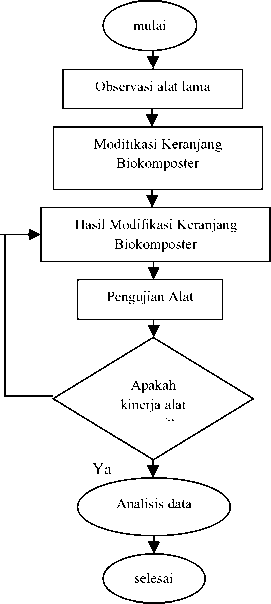 mulai
Observasi alat lama
Modifikasi Keranjang
Biokomposter
Hasil Modifikasi Keranjang
Biokomposter
Pengujian Alat
Apakah
kinerja alat
Ya
Analisis data
selesai